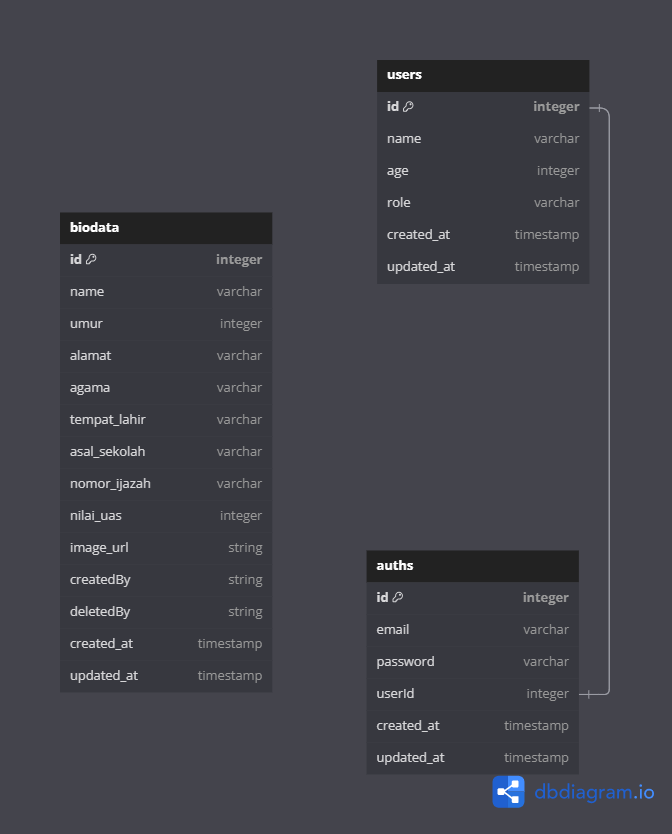 users
id integer
name varchar
age integer
role varchar
created_at timestamp
updated_at timestamp
biodata
id integer
name varchar
umur integer
alamat varchar
agama varchar
tempat_lahir varchar
asal_sekolah varchar
nomor_ijazah varchar
nilai_uas integer
image_url string
createdBy string
deletedBy string
created_at timestamp
updated_at timestamp
auths
id integer
email varchar
password varchar
userId integer
created_at timestamp
updated_at timestamp
dbdiagram.io